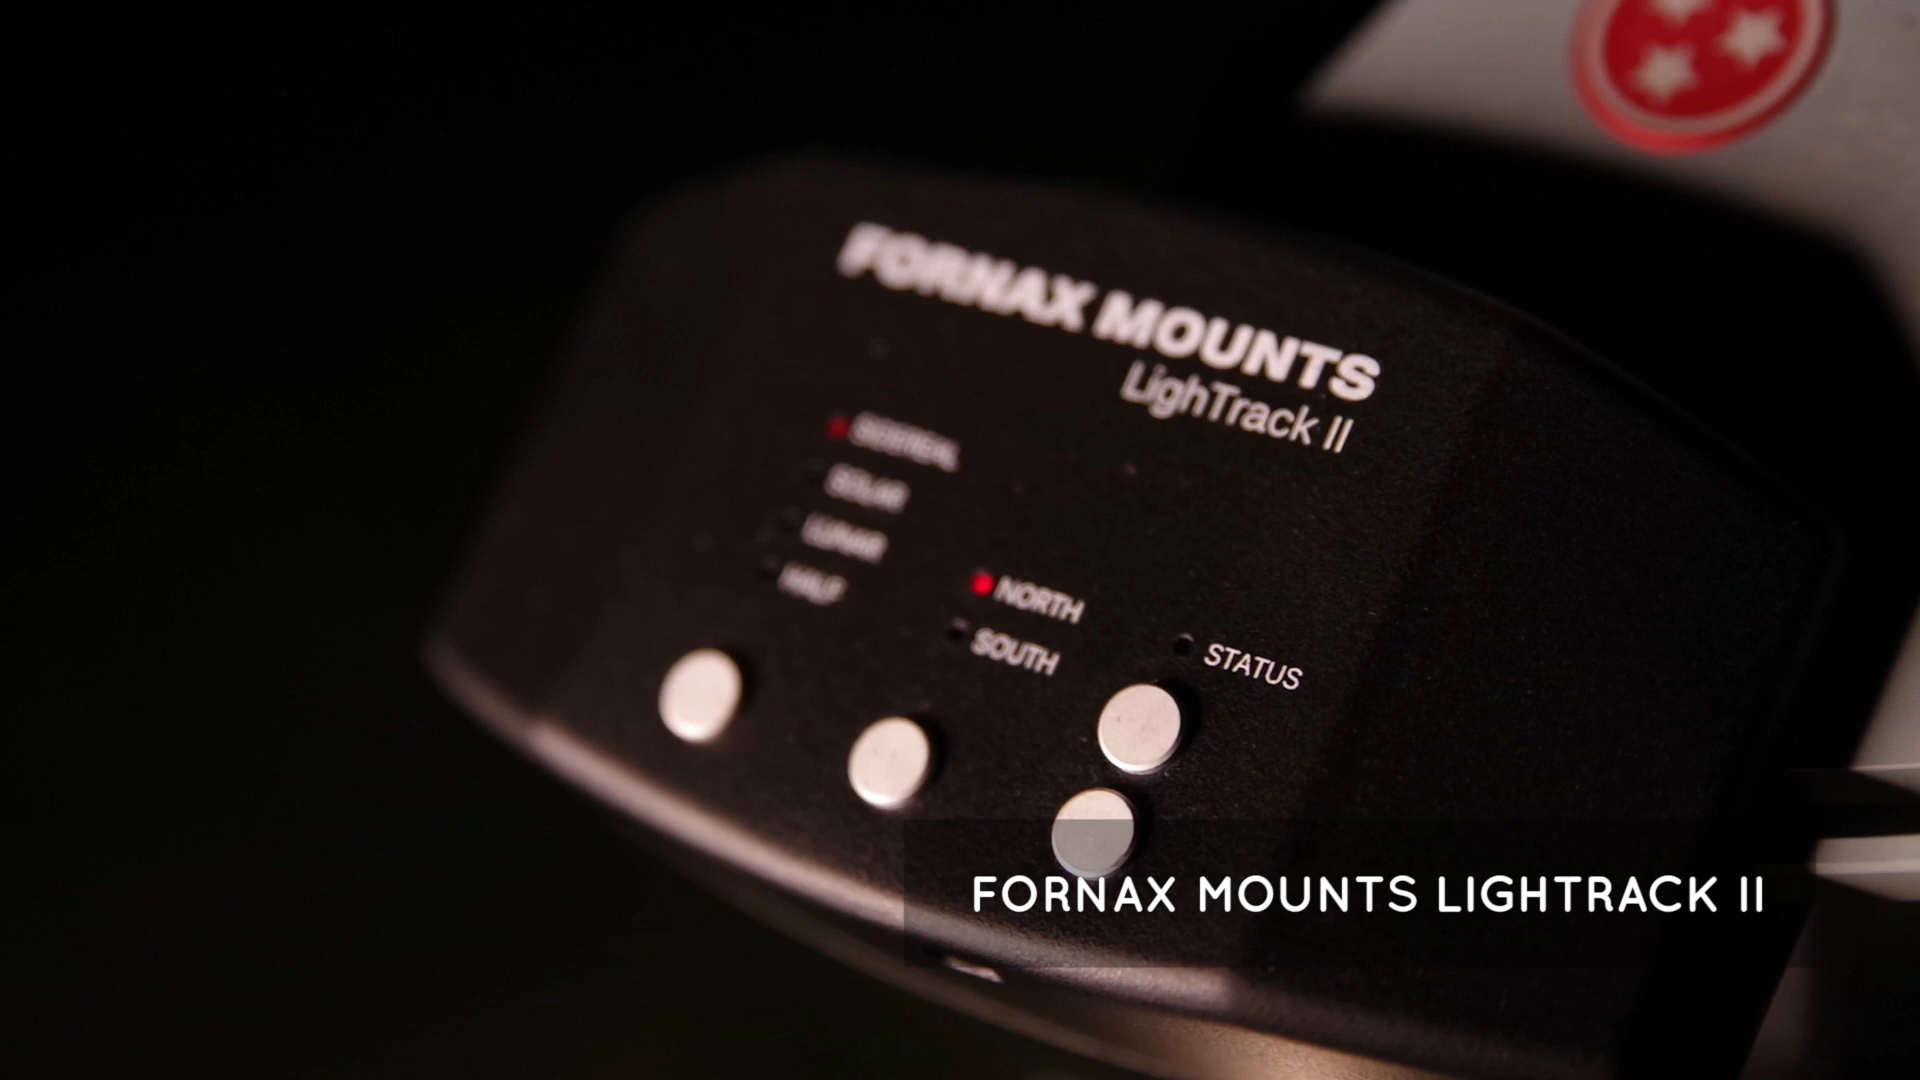 FORNAX MOUNTS
LighTrack II
SIDEREAL
SOLAR
LUNAR
HALF
NORTH
SOUTH
STATUS
FORNAX MOUNTS LIGHTRACK II